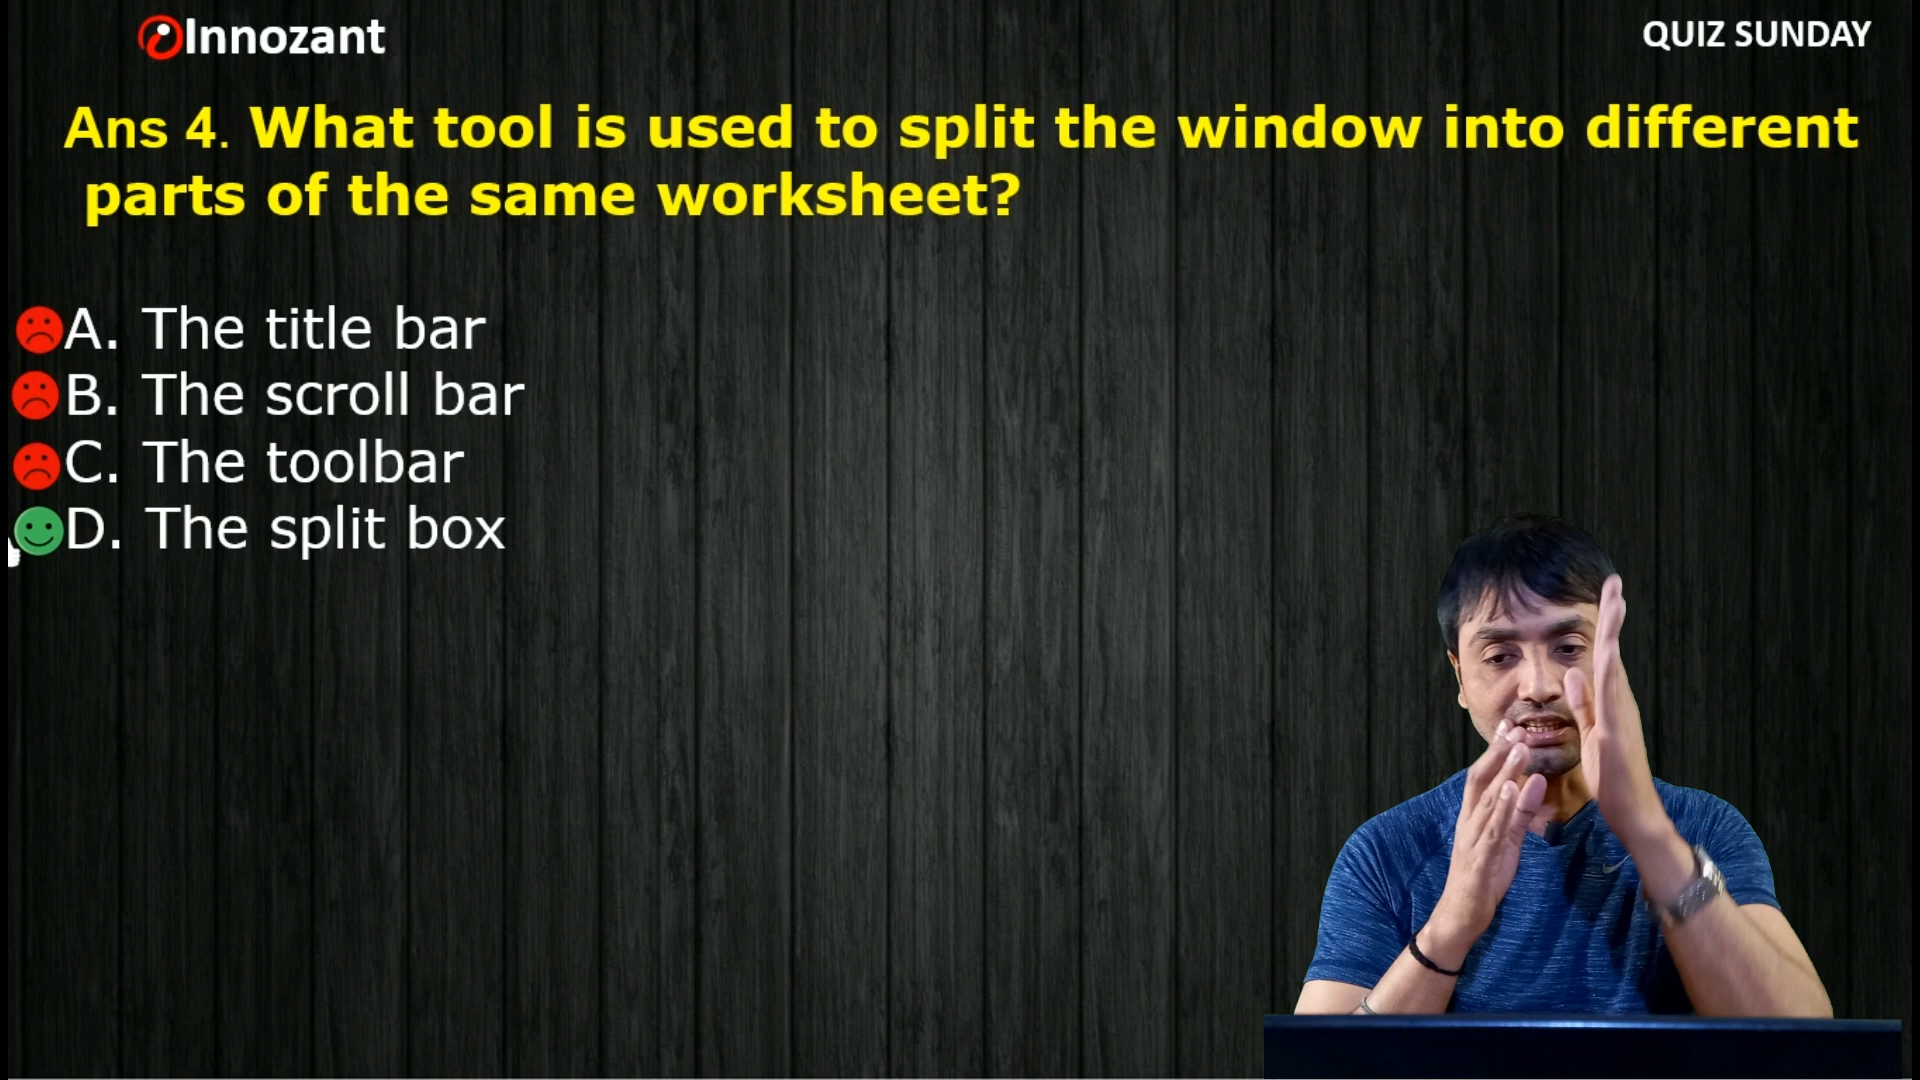 Innozant
QUIZ SUNDAY
Ans 4. What tool is used to split the window into different
parts of the same worksheet?
A. The title bar
B. The scroll bar
C. The toolbar
D. The split box